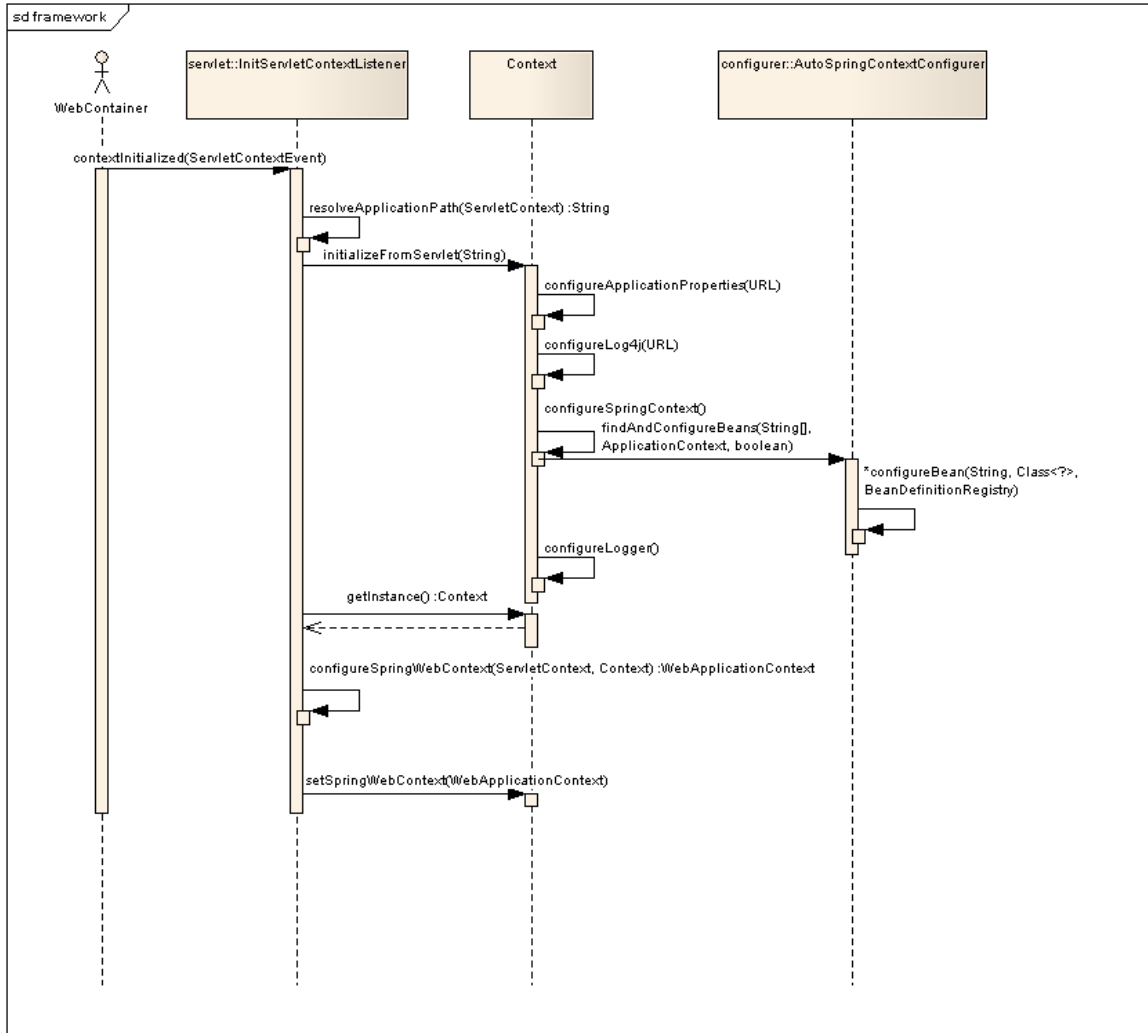 sd framework
servlet::InitServletContextListener
Context
configurer::AutoSpringContextConfigurer
WebContainer
contextInitialized(ServletContextEvent)
resolveApplicationPath(ServletContext) :String
initializeFromServlet(String)
configureApplicationProperties(URL)
configureLog4j(URL)
configureSpringContext()
findAndConfigureBeans(String[],
ApplicationContext, boolean)
*configureBean(String, Class<?>,
BeanDefinitionRegistry)
configureLogger()
getInstance() :Context
configureSpringWebContext(ServletContext, Context) :WebApplicationContext
setSpringWebContext(WebApplicationContext)